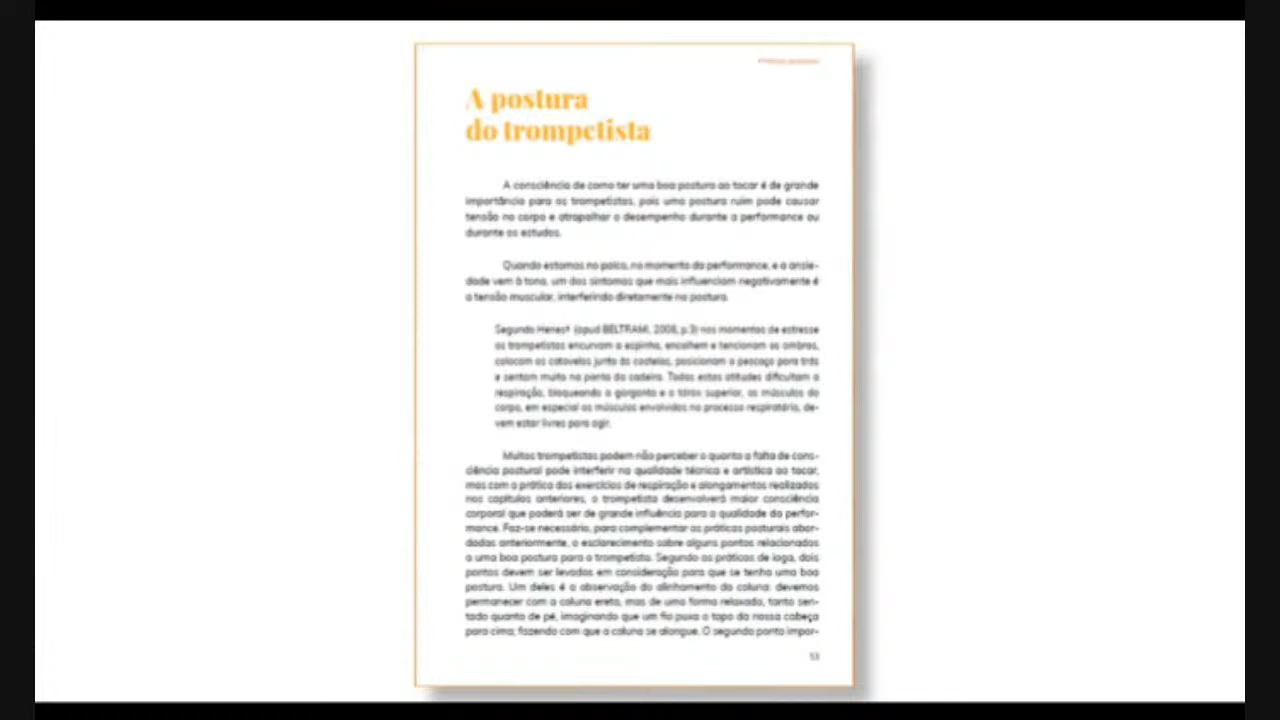 A postura
do trompetista
A consciência de como ter uma boa postura ao tocar é de grande
importância para os trompetistas, pois uma postura ruim pode causar
tensão no corpo e atrapalhar o desempenho durante a performance ou
durante os estudos.
Quando estamos no palco, no momento da performance, e a ansie-
dade vem à tona, um dos sintomas que mais influenciam negativamente é
a tensão muscular, interferindo diretamente na postura.
Segundo (apud BELTRAMI, 2008, p.3) nos momentos de estresse
os trompetistas encurvam a espinha, encolhem e tencionam os ombros,
colocam os cotovelos junto às costelas, posicionam o pescoço para trás
e sentam muito na ponta da cadeira. Todas estas atitudes dificultam a
respiração, bloqueando a garganta e o tórax superior, os músculos do
corpo, em especial os músculos envolvidos no processo respiratório, de-
vem estar livres para agir.
Muitos trompetistas podem não perceber o quanto a falta de cons-
ciência postural pode interferir na qualidade técnica e artística ao tocar,
mas com a prática dos exercícios de respiração e alongamentos realizados
nos capítulos anteriores, o trompetista desenvolverá maior consciência
corporal que poderá ser de grande influência para a qualidade da perfor-
mance. Faz-se necessário, para complementar as práticas posturais abor-
dadas anteriormente, o esclarecimento sobre alguns pontos relacionados
a uma boa postura para o trompetista. Segundo as práticas de ioga, dois
pontos devem ser levados em consideração para que se tenha uma boa
postura. Um deles é a observação do alinhamento da coluna: devemos
permanecer com a coluna ereta, mas de uma forma relaxada, tanto sen-
tado quanto de pé, imaginando que um fio puxa o topo da nossa cabeça
para cima; fazendo com que a coluna se alongue. O segundo ponto impor-
53